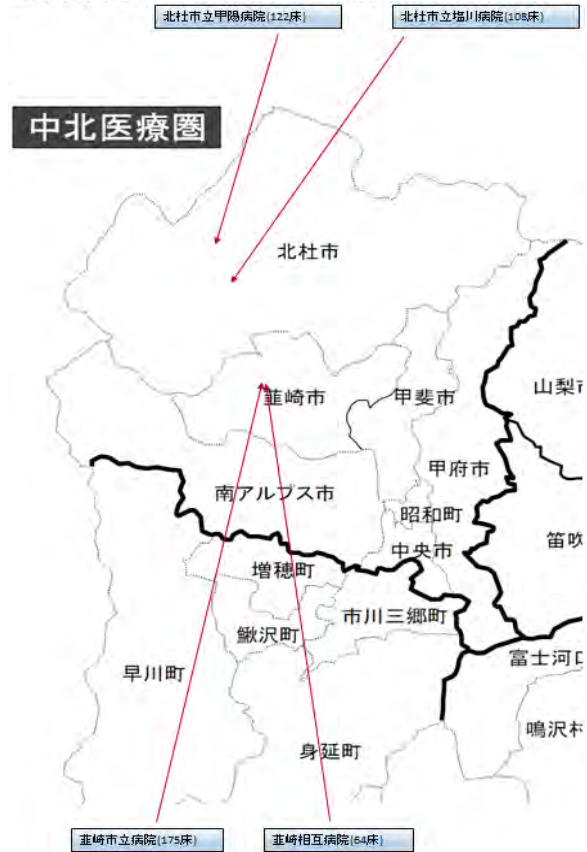 北杜市立甲陽病院(122床)
北杜市立塩川病院(108床)
中北医療圏
北杜市
韮崎市
甲斐市
山梨市
甲府市
南アルプス市
昭和町
笛吹
中央市
増穂町
市川三郷町
鰍沢町
富士河口
早川町
鳴沢村
身延町
韮崎市立病院(175床)
韮崎相互病院(64床)